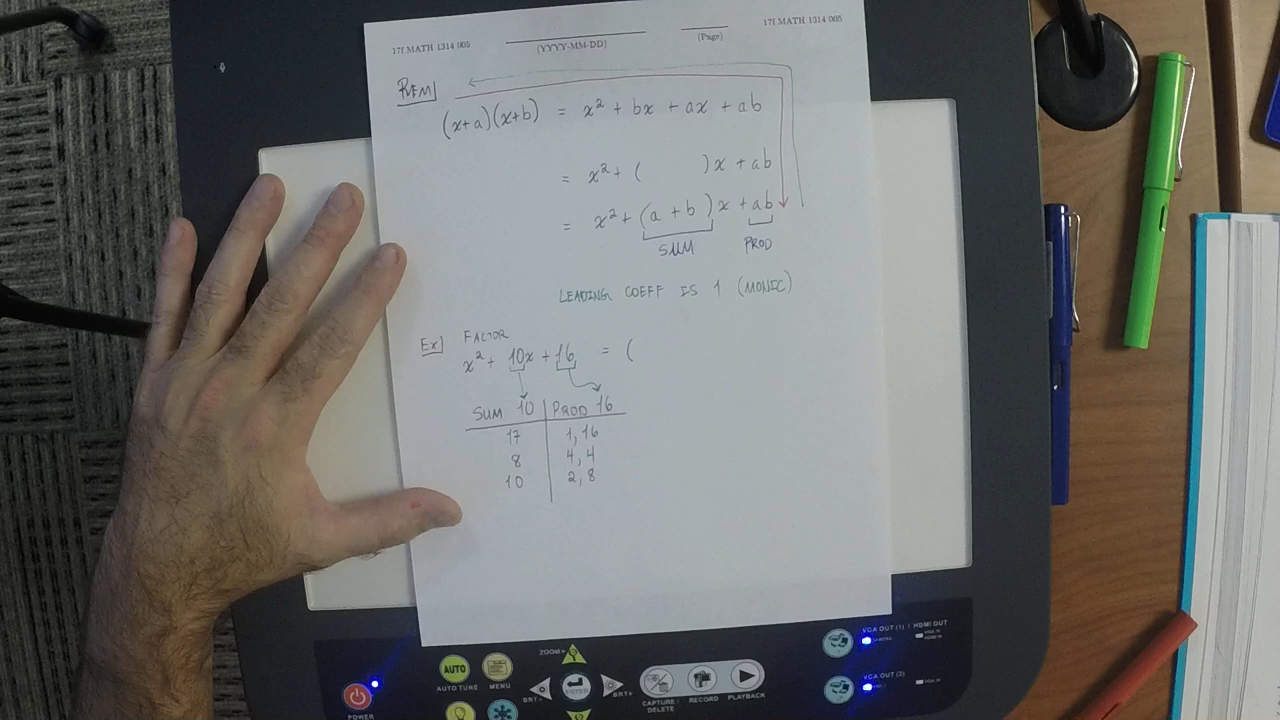 17f MATH 1314 005 (YYYY-MM-DD) (Page) 17f MATH 1314 005
REM
(x+a)(x+b) = x² + bx + ax + ab
= x² + ( )x + ab
= x² + (a + b)x + ab
SUM PROD
LEADING COEFF IS 1 (MONIC)
Ex) FACTOR
x² + 10x + 16 = (
SUM 10 PROD 16
17 1, 16
8 4, 4
10 2, 8
ZOOM+
AUTO
AUTO TUNE
MENU
BRT- ENTER BRT+
CAPTURE / DELETE
RECORD
PLAYBACK
POWER
VGA OUT (1) / HDMI OUT
VGA OUT (2)